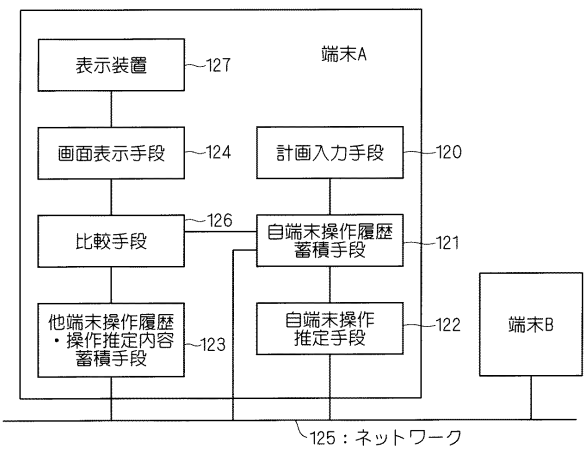 端末A
表示装置
127
画面表示手段
124
計画入力手段
120
比較手段
126
自端末操作履歴
蓄積手段
121
他端末操作履歴
・操作推定内容
蓄積手段
123
自端末操作
推定手段
122
端末B
125：ネットワーク